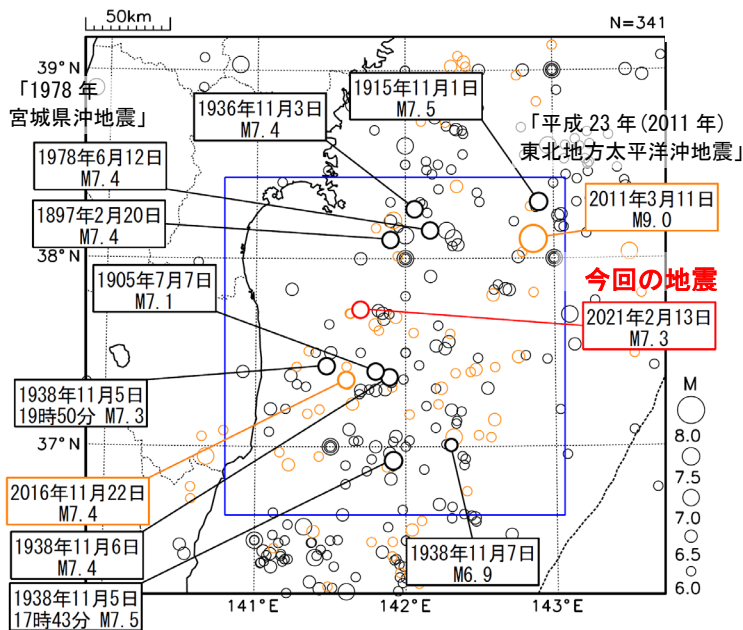 50km
N=341
39°N
「1978 年
宮城県沖地震」
1936年11月3日
M7.4
1915年11月1日
M7.5
「平成 23 年(2011 年)
東北地方太平洋沖地震」
1978年6月12日
M7.4
2011年3月11日
M9.0
1897年2月20日
M7.4
38°N
今回の地震
1905年7月7日
M7.1
2021年2月13日
M7.3
1938年11月5日
19時50分 M7.3
M
8.0
37°N
7.5
2016年11月22日
M7.4
7.0
1938年11月6日
M7.4
1938年11月7日
M6.9
6.5
6.0
1938年11月5日
17時43分 M7.5
141°E
142°E
143°E